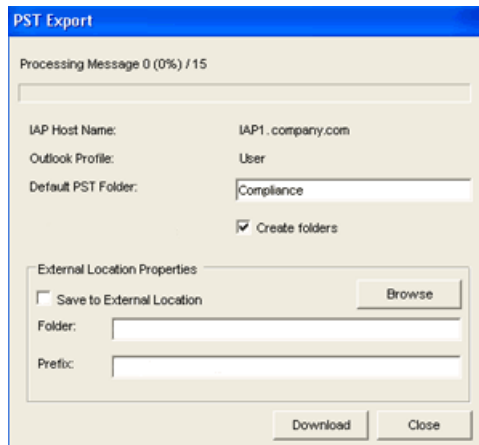 PST Export
Processing Message 0 (0%) / 15
IAP Host Name: IAP1.company.com
Outlook Profile: User
Default PST Folder: Compliance
Create folders
External Location Properties
Save to External Location Browse
Folder:
Prefix:
Download Close